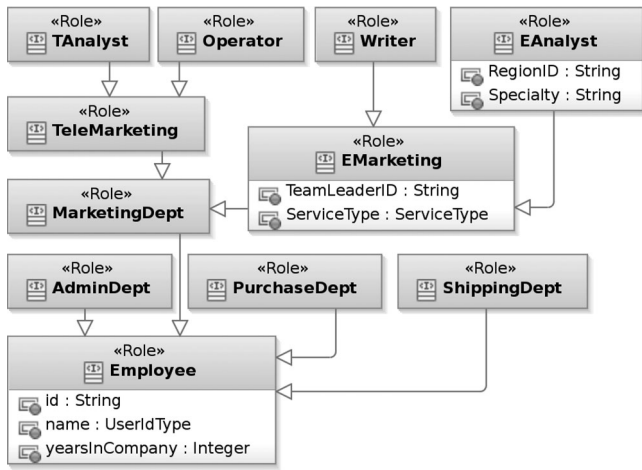 «Role»
TAnalyst
«Role»
Operator
«Role»
Writer
«Role»
EAnalyst
RegionID : String
Specialty : String
«Role»
TeleMarketing
«Role»
EMarketing
TeamLeaderID : String
ServiceType : ServiceType
«Role»
MarketingDept
«Role»
AdminDept
«Role»
PurchaseDept
«Role»
ShippingDept
«Role»
Employee
id : String
name : UserIdType
yearsInCompany : Integer